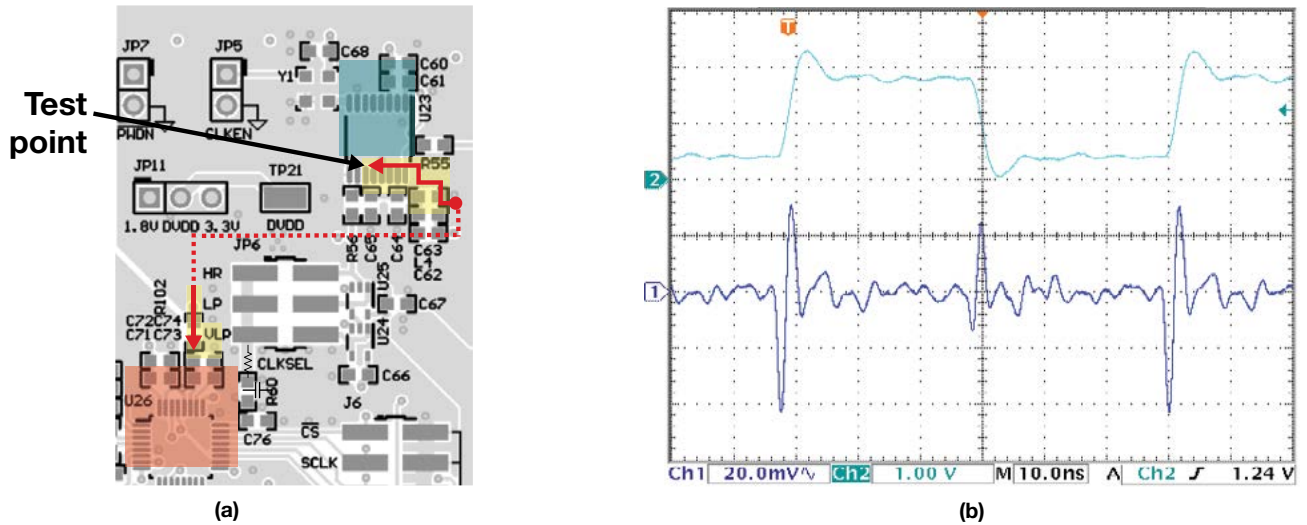 JP7
JP5
C68
Y1
C60
C61
U23
Test
point
PWDN
CLKEN
R55
JP11
TP21
1.8V DVDD 3.3V
DVDD
R56
C65
C64
C63
L4
C62
JP6
HR
LP
VLP
R102
C72 C74
C71 C73
U25
U24
C67
CLKSEL
C66
R60
U26
C76
J6
CS
SCLK
(a)
T
2
1
Ch1 20.0mV∿ Ch2 1.00 V M 10.0ns A Ch2 ∫ 1.24 V
(b)